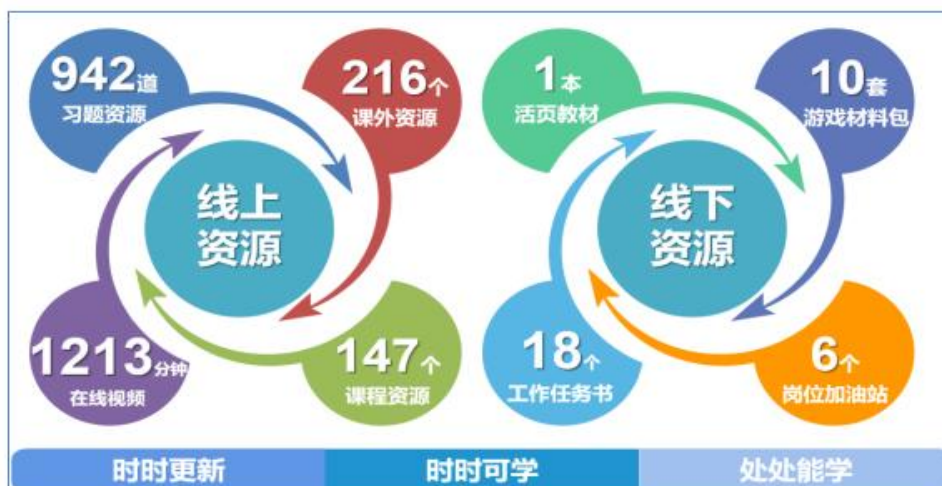 942道
习题资源
216个
课外资源
线上
资源
1213分钟
在线视频
147个
课程资源
1本
活页教材
10套
游戏材料包
线下
资源
18个
工作任务书
6个
岗位加油站
时时更新
时时可学
处处能学